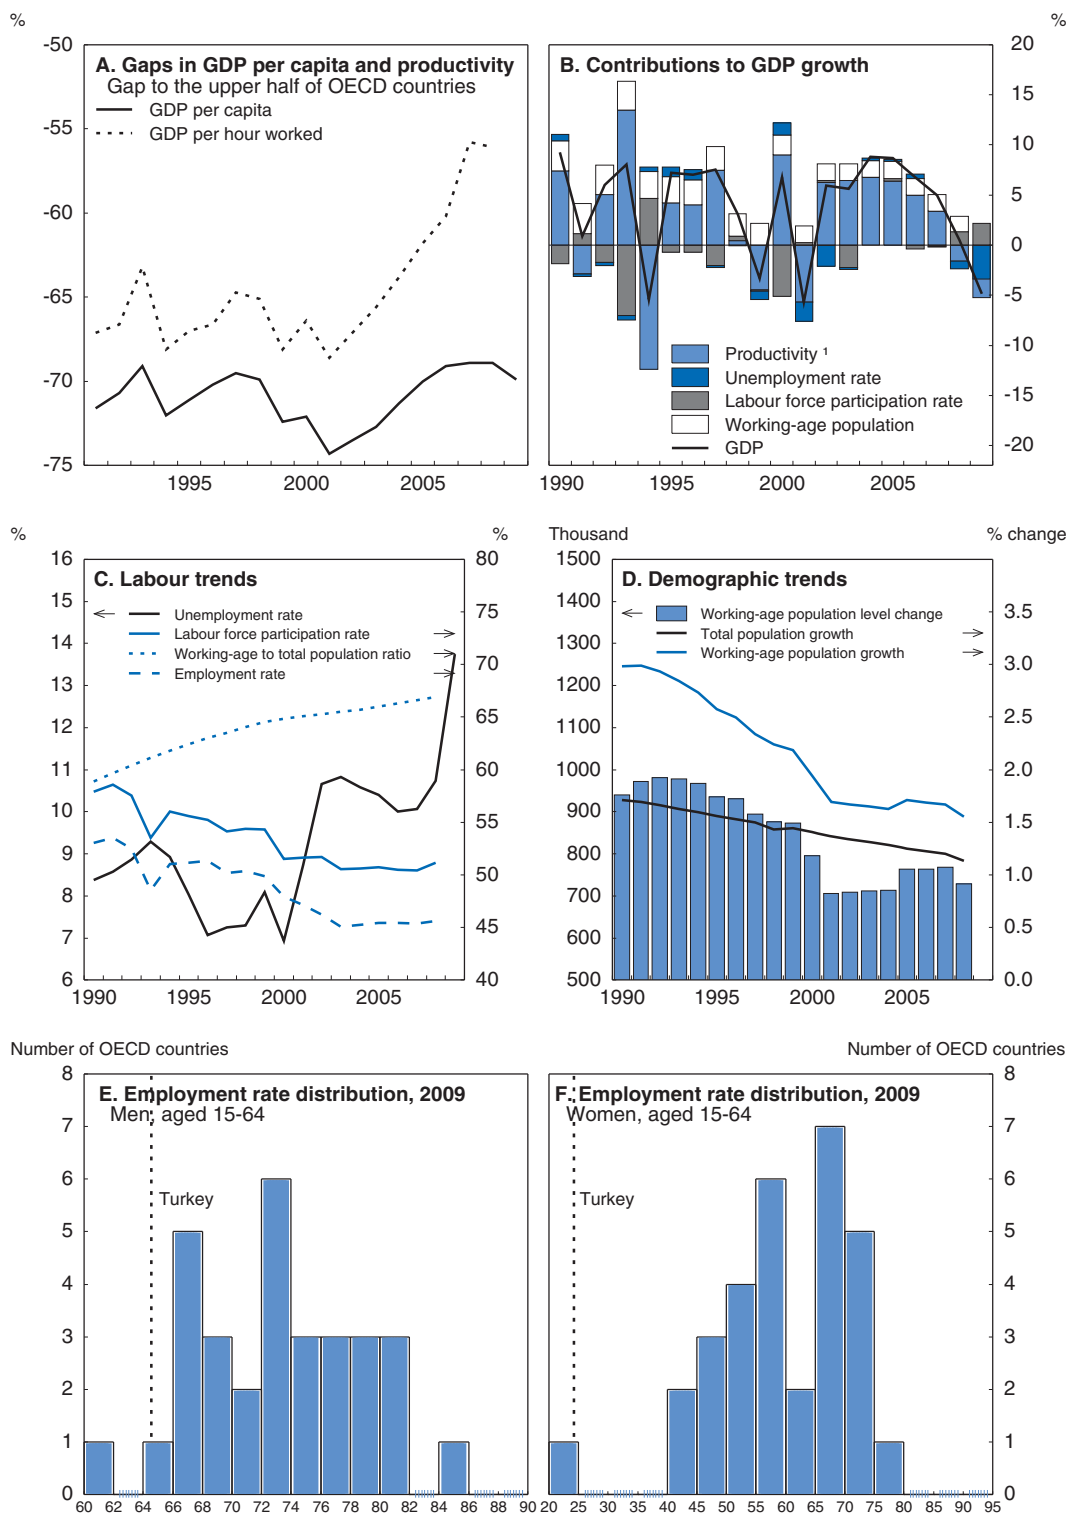 %
%
A. Gaps in GDP per capita and productivity
Gap to the upper half of OECD countries
GDP per capita
GDP per hour worked
-50
-55
-60
-65
-70
-75
1995
2000
2005
B. Contributions to GDP growth
20
15
10
5
0
-5
-10
-15
-20
Productivity 1
Unemployment rate
Labour force participation rate
Working-age population
GDP
1990
1995
2000
2005
%
%
C. Labour trends
Unemployment rate
Labour force participation rate
Working-age to total population ratio
Employment rate
16
15
14
13
12
11
10
9
8
7
6
80
75
70
65
60
55
50
45
40
1990
1995
2000
2005
Thousand
% change
D. Demographic trends
Working-age population level change
Total population growth
Working-age population growth
1500
1400
1300
1200
1100
1000
900
800
700
600
500
3.5
3.0
2.5
2.0
1.5
1.0
0.5
0.0
1990
1995
2000
2005
Number of OECD countries
E. Employment rate distribution, 2009
Men, aged 15-64
Turkey
8
7
6
5
4
3
2
1
0
60 62 64 66 68 70 72 74 76 78 80 82 84 86 88 90
Number of OECD countries
F. Employment rate distribution, 2009
Women, aged 15-64
Turkey
8
7
6
5
4
3
2
1
0
20 25 30 35 40 45 50 55 60 65 70 75 80 85 90 95